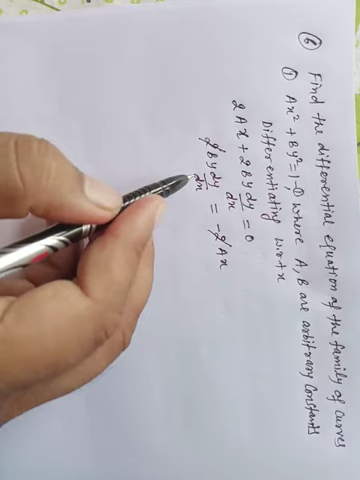 ⑥ Find the differential equation of the family of curves
① Ax² + By² = 1 -① where A, B are arbitrary constants
Differentiating w.r.t x
2Ax + 2By dy/dx = 0
2By dy/dx = -2Ax